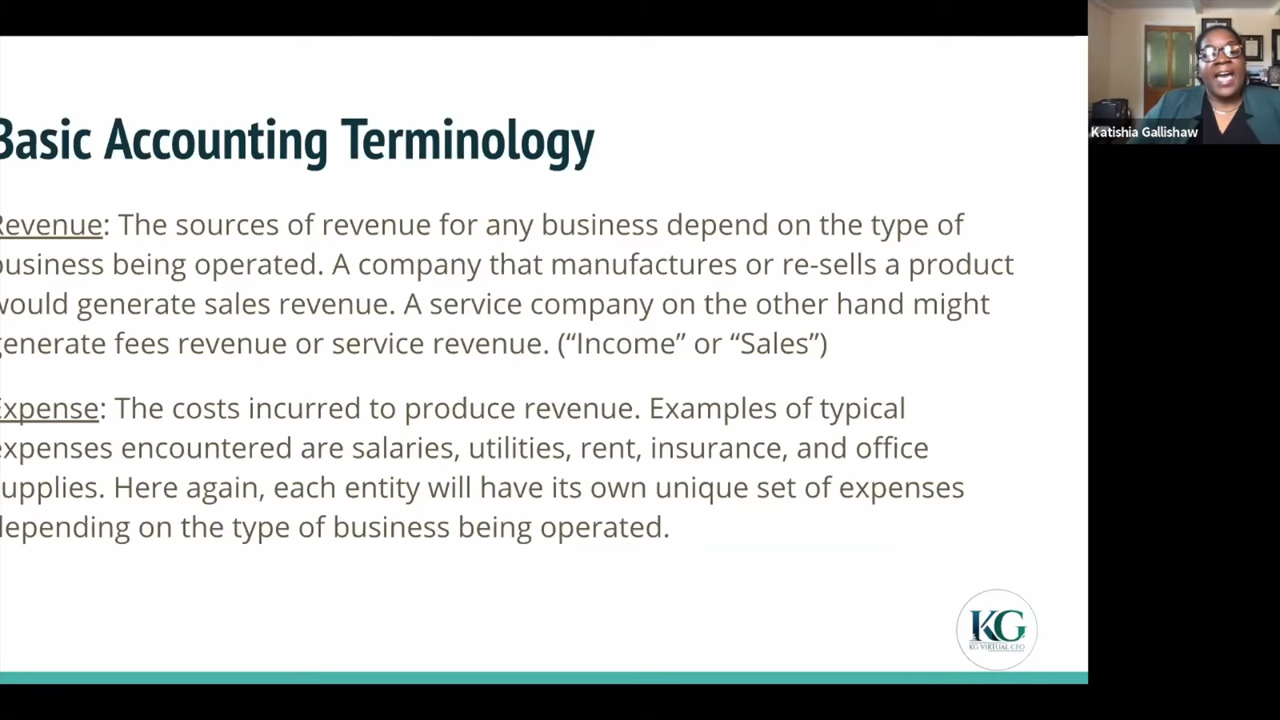 Basic Accounting Terminology
Revenue: The sources of revenue for any business depend on the type of
business being operated. A company that manufactures or re-sells a product
would generate sales revenue. A service company on the other hand might
generate fees revenue or service revenue. (“Income” or “Sales”)
Expense: The costs incurred to produce revenue. Examples of typical
expenses encountered are salaries, utilities, rent, insurance, and office
supplies. Here again, each entity will have its own unique set of expenses
depending on the type of business being operated.
KG
KG VIRTUAL CFO
Katishia Gallishaw